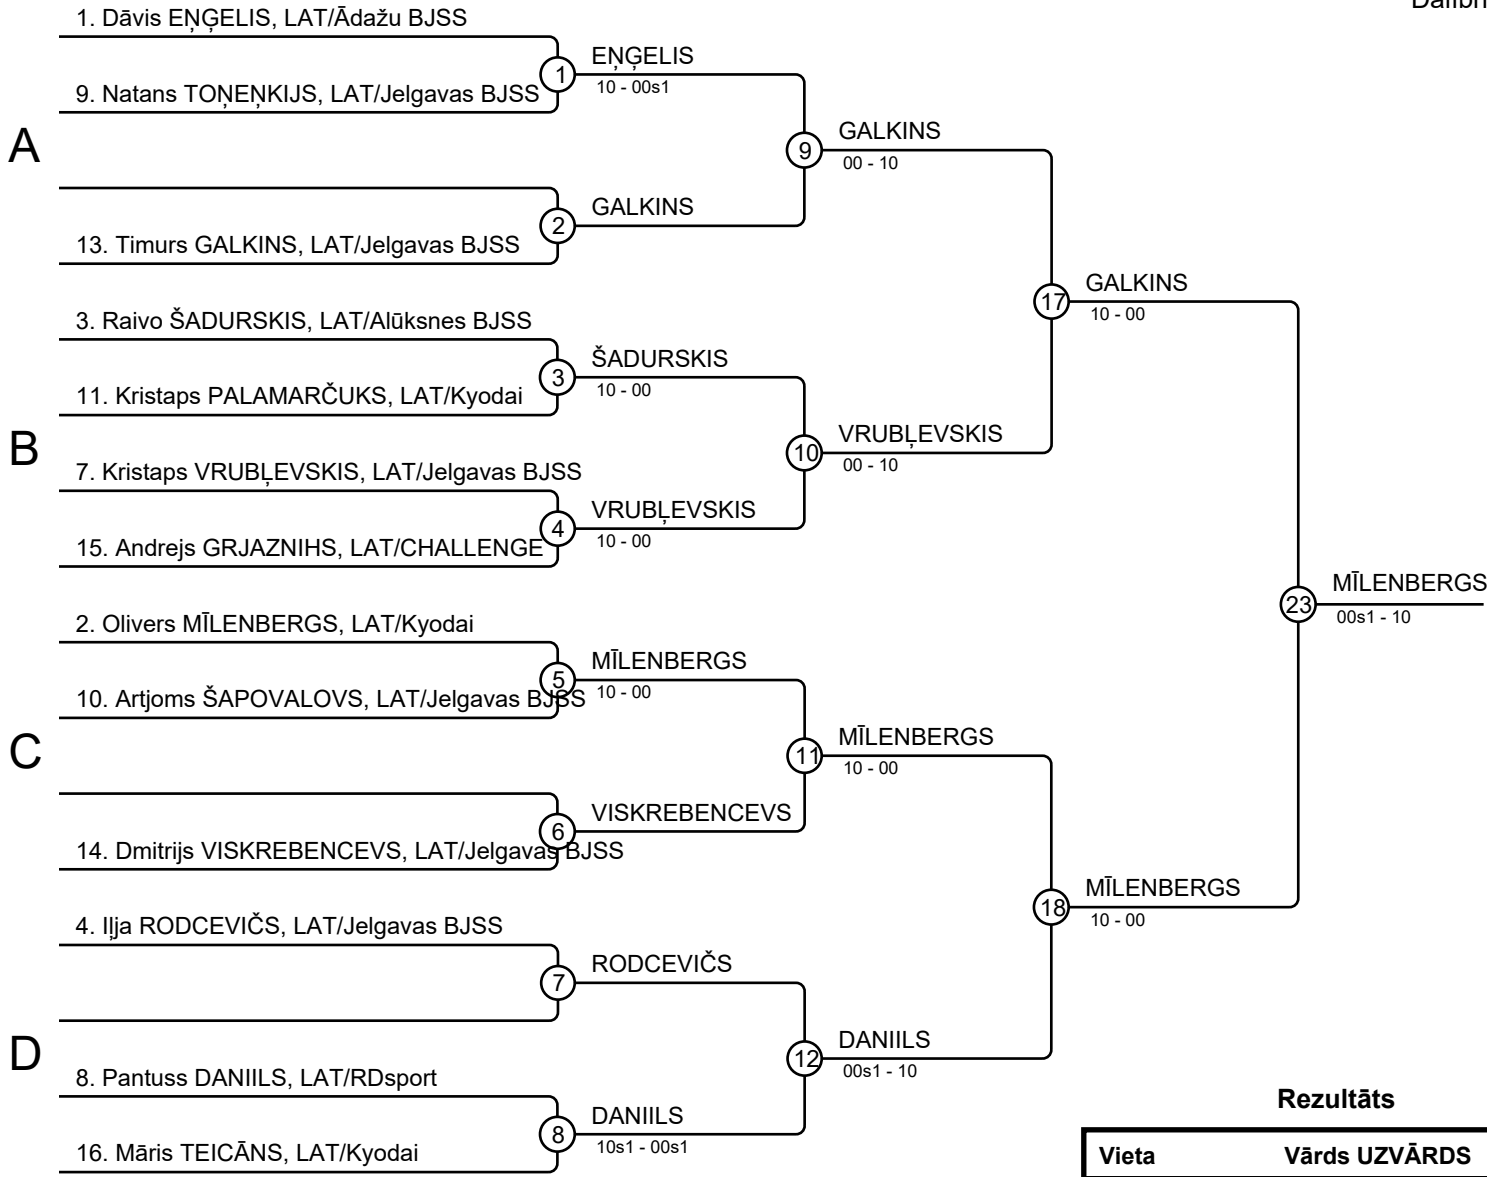 Dalībn
1. Dāvis EŅĢELIS, LAT/Ādažu BJSS
1
EŅĢELIS
10 - 00s1
9. Natans TOŅEŅKIJS, LAT/Jelgavas BJSS
A
9
GALKINS
00 - 10
2
GALKINS
13. Timurs GALKINS, LAT/Jelgavas BJSS
17
GALKINS
10 - 00
3. Raivo ŠADURSKIS, LAT/Alūksnes BJSS
3
ŠADURSKIS
10 - 00
11. Kristaps PALAMARČUKS, LAT/Kyodai
B
10
VRUBĻEVSKIS
00 - 10
7. Kristaps VRUBĻEVSKIS, LAT/Jelgavas BJSS
4
VRUBĻEVSKIS
10 - 00
15. Andrejs GRJAZNIHS, LAT/CHALLENGE
23
MĪLENBERGS
00s1 - 10
2. Olivers MĪLENBERGS, LAT/Kyodai
5
MĪLENBERGS
10 - 00
10. Artjoms ŠAPOVALOVS, LAT/Jelgavas BJSS
C
11
MĪLENBERGS
10 - 00
6
VISKREBENCEVS
14. Dmitrijs VISKREBENCEVS, LAT/Jelgavas BJSS
18
MĪLENBERGS
10 - 00
4. Iļja RODCEVIČS, LAT/Jelgavas BJSS
7
RODCEVIČS
D
12
DANIILS
00s1 - 10
8. Pantuss DANIILS, LAT/RDsport
8
DANIILS
10s1 - 00s1
16. Māris TEICĀNS, LAT/Kyodai
Rezultāts
Vieta Vārds UZVĀRDS